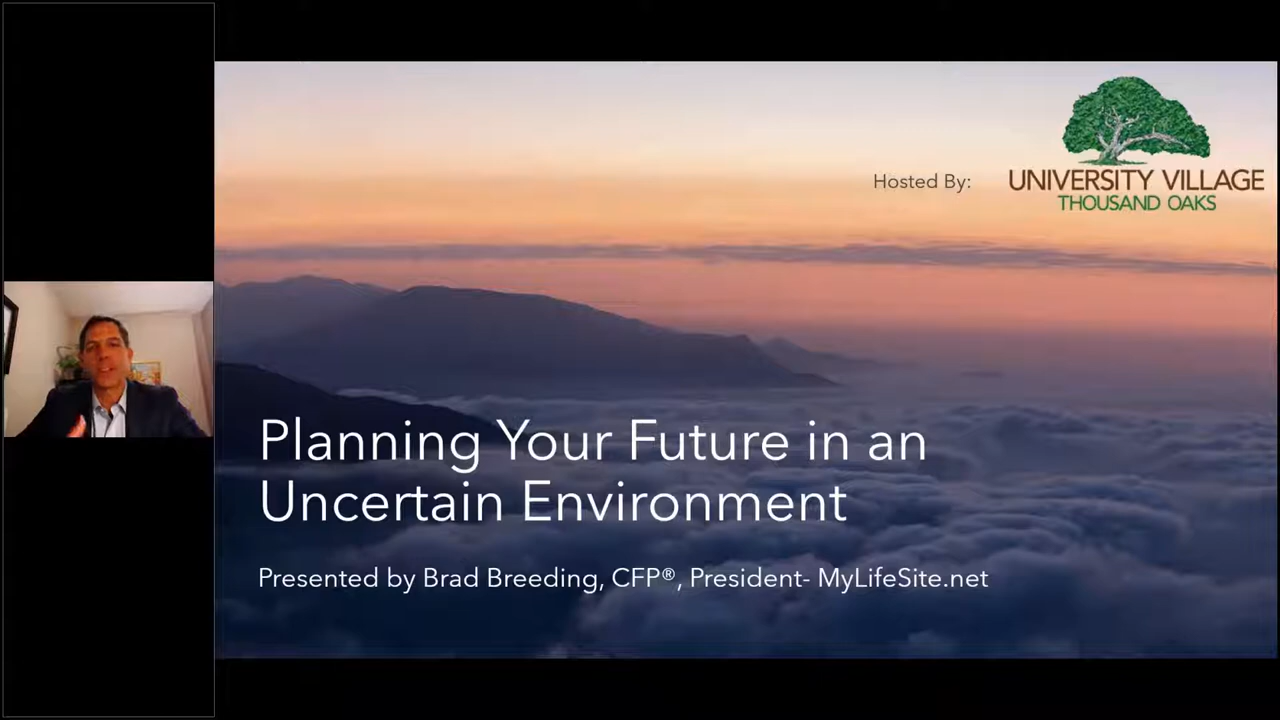 Hosted By:
UNIVERSITY VILLAGE
THOUSAND OAKS
Planning Your Future in an
Uncertain Environment
Presented by Brad Breeding, CFP®, President- MyLifeSite.net